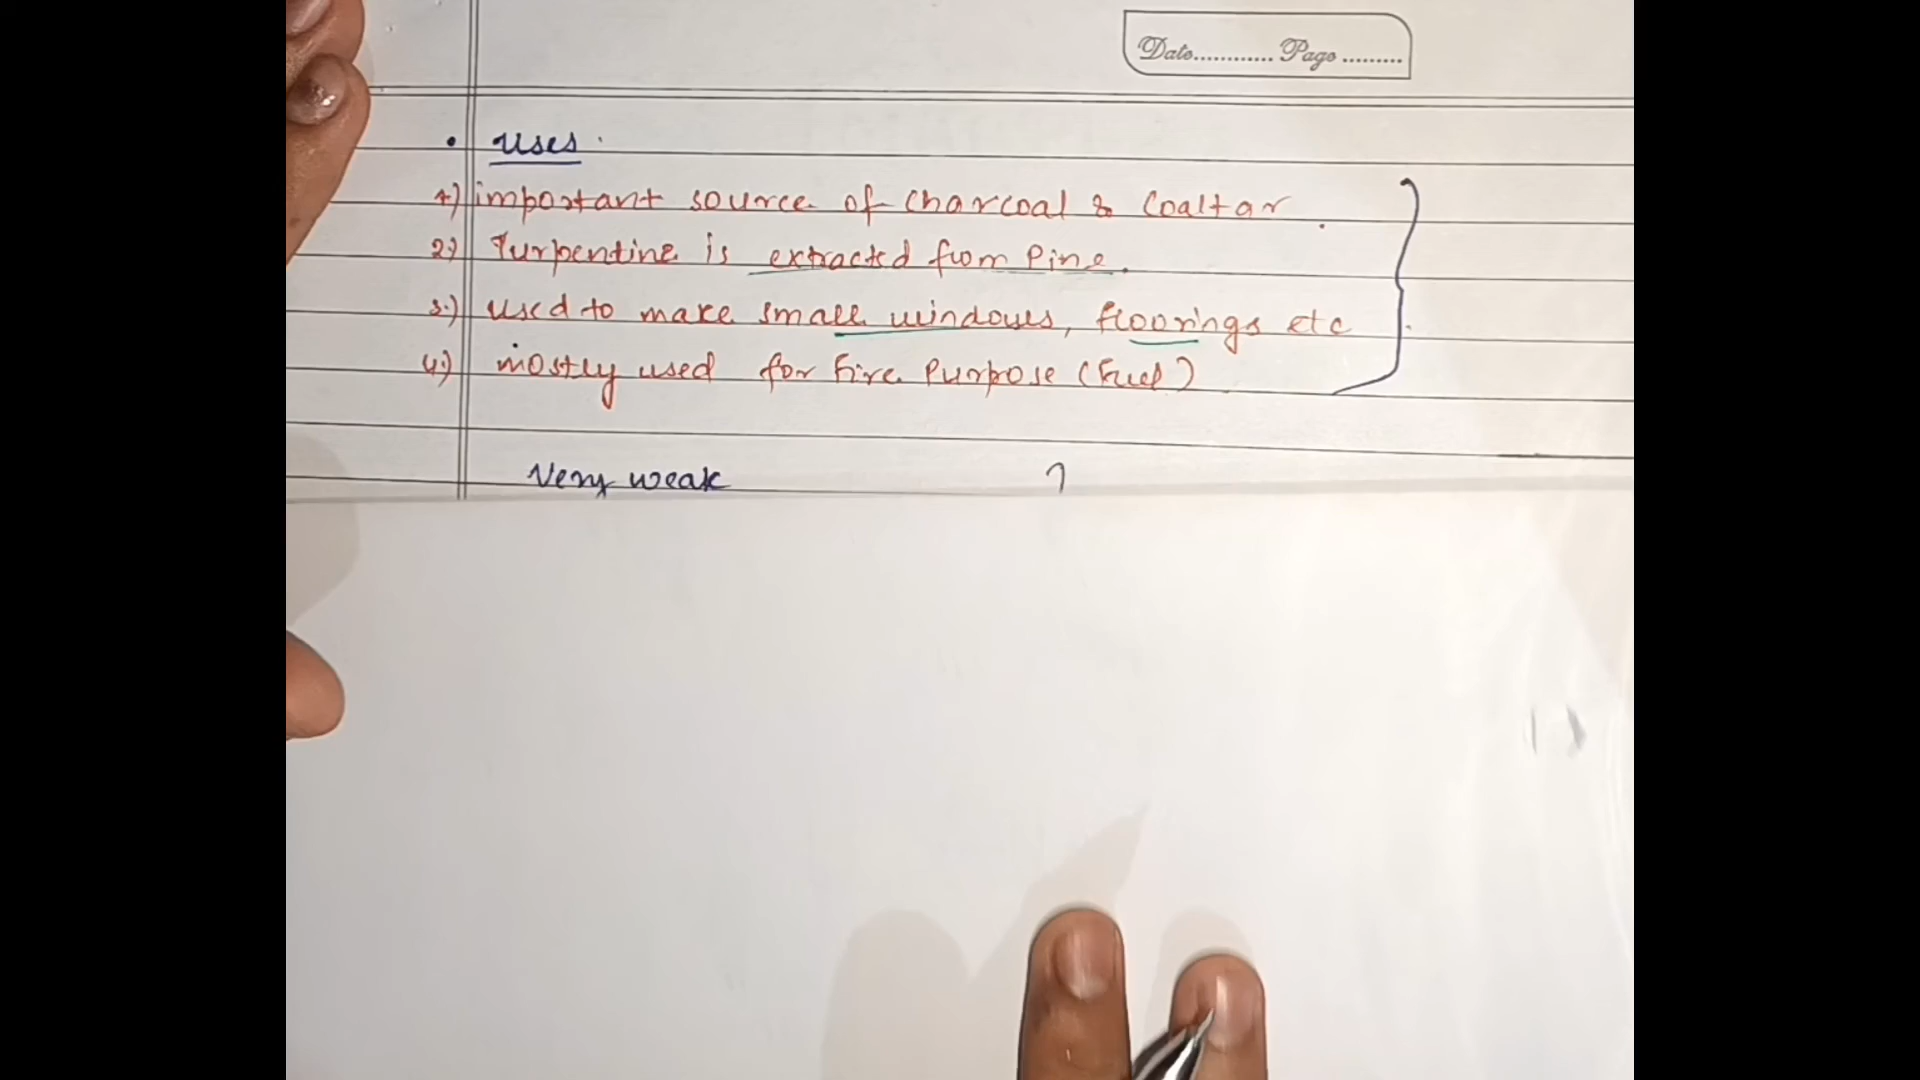 Date............ Page .........
• uses.
1) important source of charcoal & Coaltar.
2) Turpentine is extracted from Pine.
3.) used to make small windows, floorings etc.
4.) mostly used for fire Purpose (Fuel)
Very weak